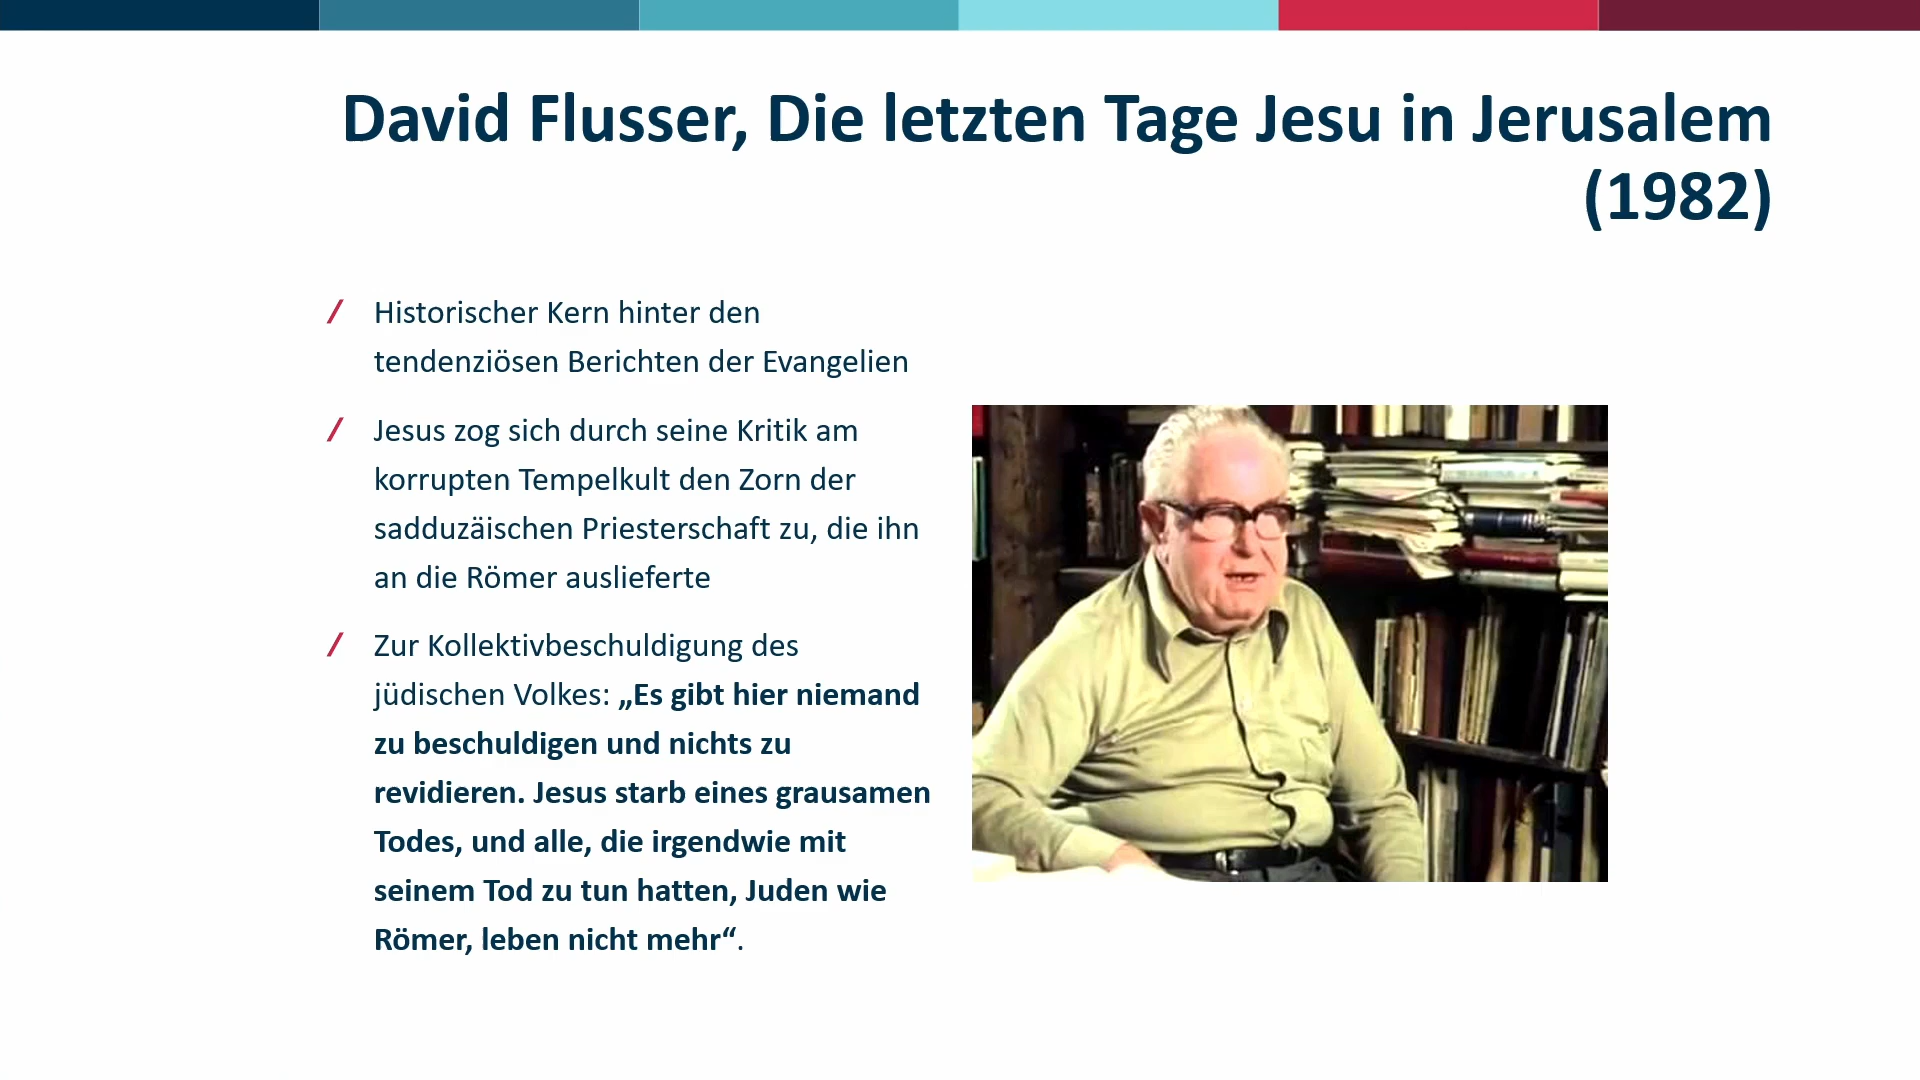 David Flusser, Die letzten Tage Jesu in Jerusalem
(1982)
/ Historischer Kern hinter den
tendenziösen Berichten der Evangelien
/ Jesus zog sich durch seine Kritik am
korrupten Tempelkult den Zorn der
sadduzäischen Priesterschaft zu, die ihn
an die Römer auslieferte
/ Zur Kollektivbeschuldigung des
jüdischen Volkes: „Es gibt hier niemand
zu beschuldigen und nichts zu
revidieren. Jesus starb eines grausamen
Todes, und alle, die irgendwie mit
seinem Tod zu tun hatten, Juden wie
Römer, leben nicht mehr“.